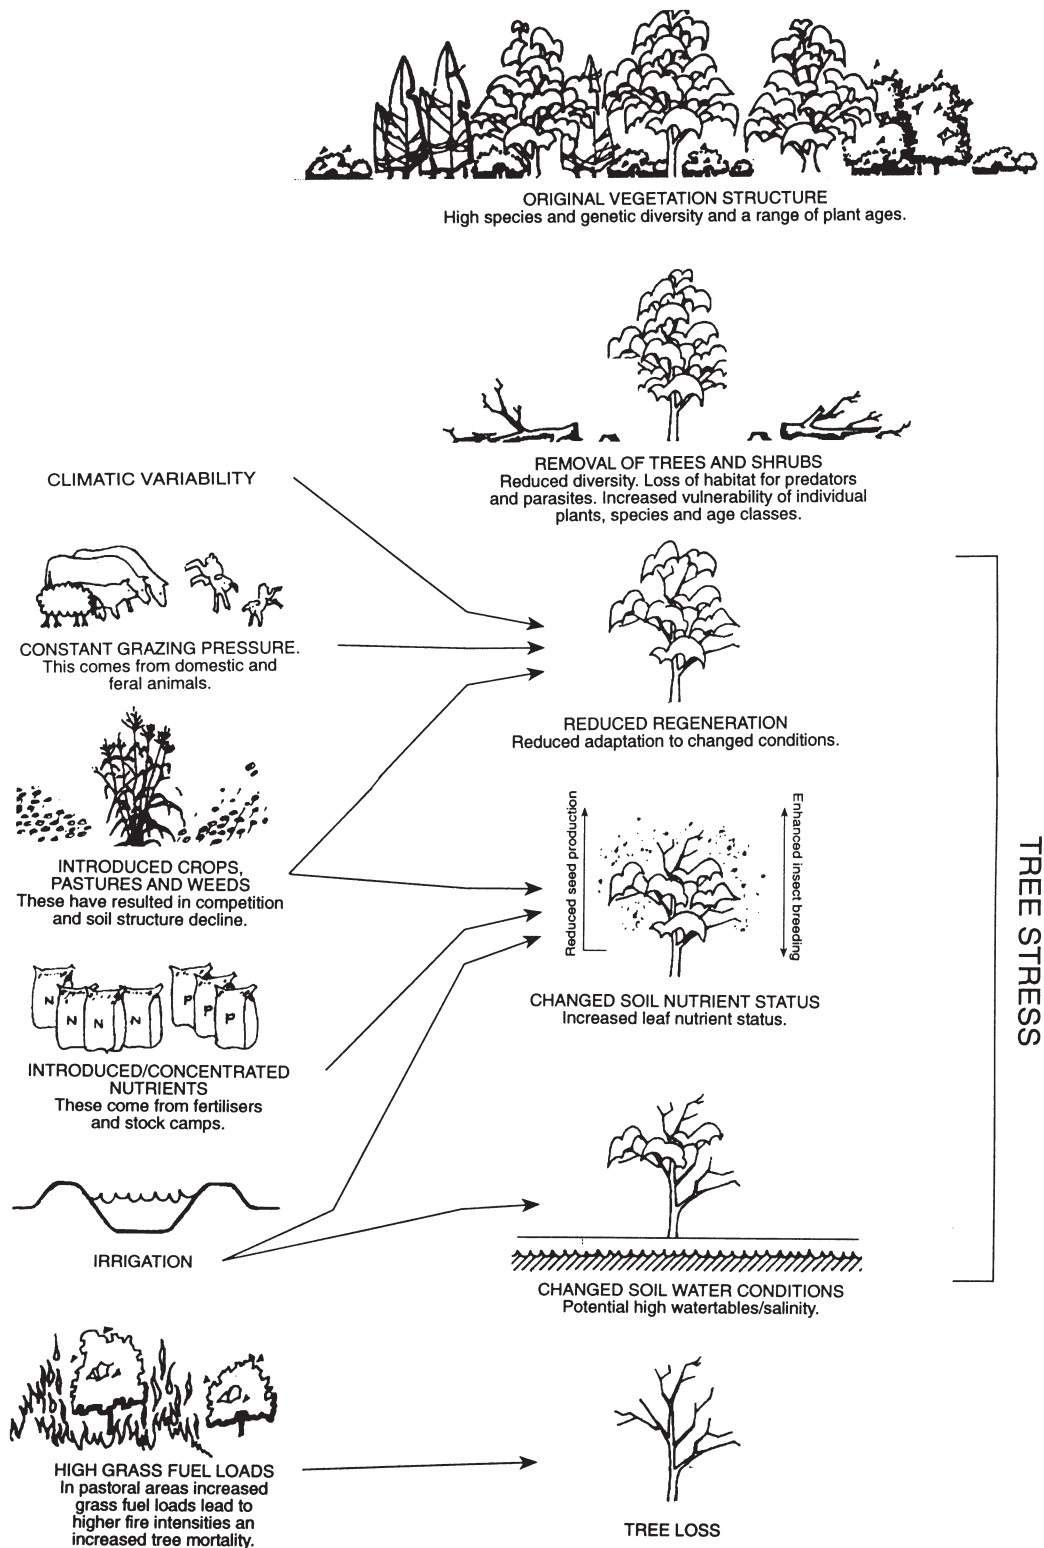 ORIGINAL VEGETATION STRUCTURE
High species and genetic diversity and a range of plant ages.
REMOVAL OF TREES AND SHRUBS
Reduced diversity. Loss of habitat for predators
and parasites. Increased vulnerability of individual
plants, species and age classes.
CLIMATIC VARIABILITY
CONSTANT GRAZING PRESSURE.
This comes from domestic and
feral animals.
REDUCED REGENERATION
Reduced adaptation to changed conditions.
INTRODUCED CROPS,
PASTURES AND WEEDS
These have resulted in competition
and soil structure decline.
Reduced seed production
Enhanced insect breeding
CHANGED SOIL NUTRIENT STATUS
Increased leaf nutrient status.
TREE STRESS
N
N
N
N
P
P
P
INTRODUCED/CONCENTRATED
NUTRIENTS
These come from fertilisers
and stock camps.
IRRIGATION
CHANGED SOIL WATER CONDITIONS
Potential high watertables/salinity.
HIGH GRASS FUEL LOADS
In pastoral areas increased
grass fuel loads lead to
higher fire intensities an
increased tree mortality.
TREE LOSS